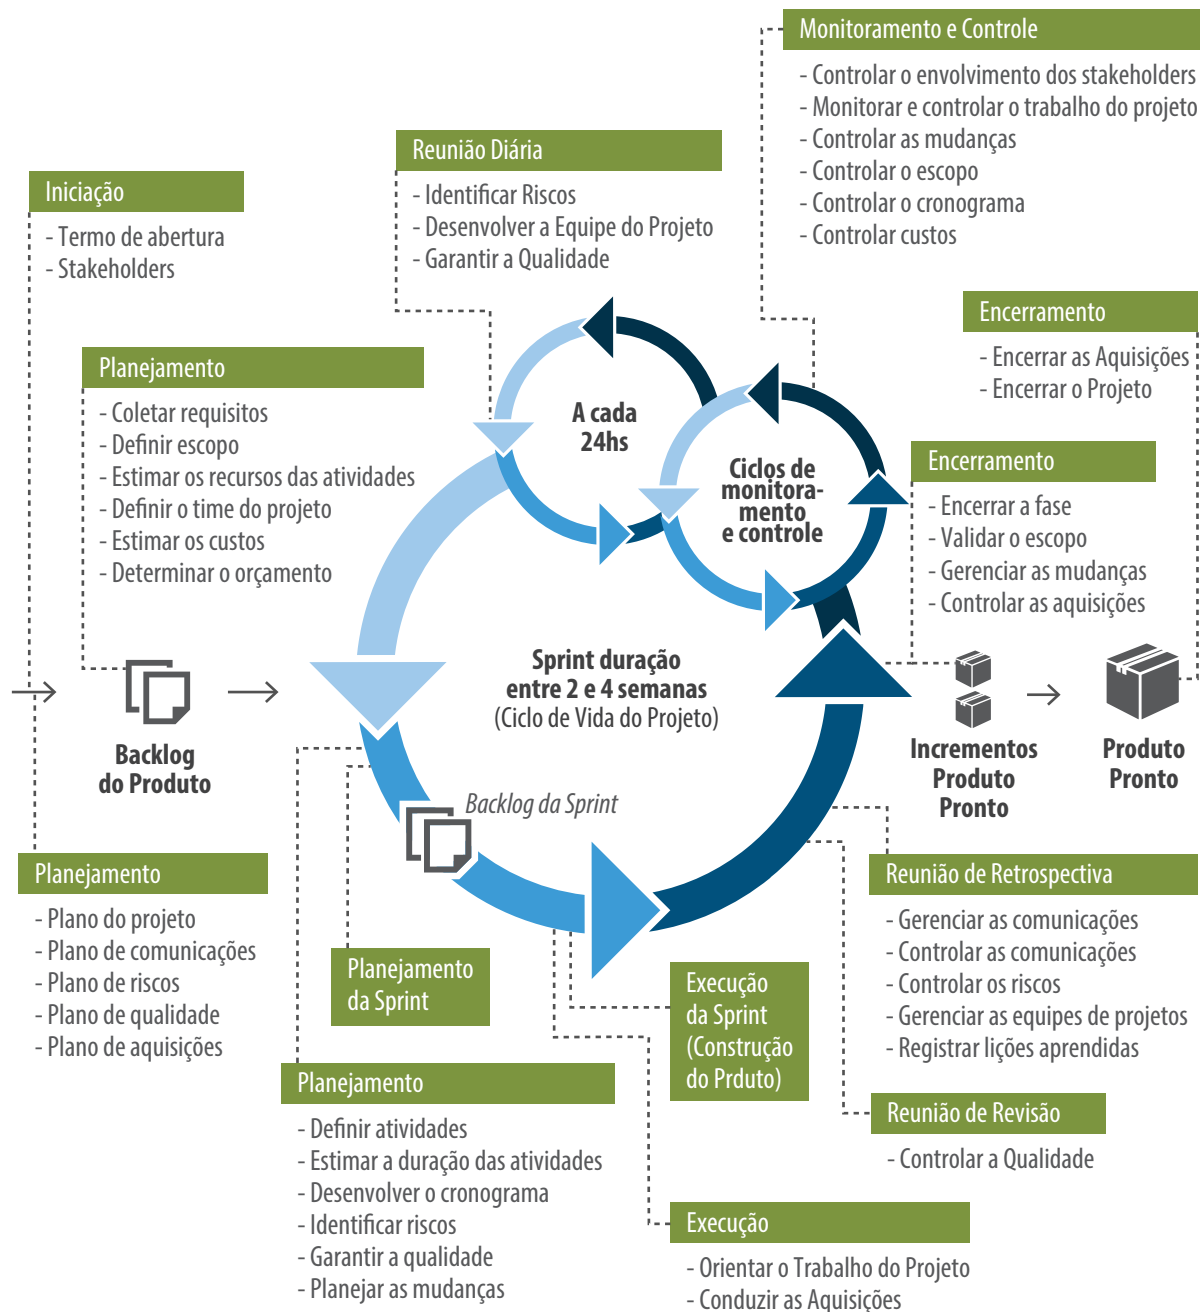 Monitoramento e Controle
- Controlar o envolvimento dos stakeholders
- Monitorar e controlar o trabalho do projeto
- Controlar as mudanças
- Controlar o escopo
- Controlar o cronograma
- Controlar custos
Reunião Diária
- Identificar Riscos
- Desenvolver a Equipe do Projeto
- Garantir a Qualidade
Iniciação
- Termo de abertura
- Stakeholders
Encerramento
- Encerrar as Aquisições
- Encerrar o Projeto
Planejamento
- Coletar requisitos
- Definir escopo
- Estimar os recursos das atividades
- Definir o time do projeto
- Estimar os custos
- Determinar o orçamento
A cada
24hs
Ciclos de
monitora-
mento
e controle
Encerramento
- Encerrar a fase
- Validar o escopo
- Gerenciar as mudanças
- Controlar as aquisições
Sprint duração
entre 2 e 4 semanas
(Ciclo de Vida do Projeto)
Backlog
do Produto
Incrementos
Produto
Pronto
Produto
Pronto
Backlog da Sprint
Planejamento
- Plano do projeto
- Plano de comunicações
- Plano de riscos
- Plano de qualidade
- Plano de aquisições
Planejamento
da Sprint
Execução
da Sprint
(Construção
do Prduto)
Reunião de Retrospectiva
- Gerenciar as comunicações
- Controlar as comunicações
- Controlar os riscos
- Gerenciar as equipes de projetos
- Registrar lições aprendidas
Planejamento
- Definir atividades
- Estimar a duração das atividades
- Desenvolver o cronograma
- Identificar riscos
- Garantir a qualidade
- Planejar as mudanças
Reunião de Revisão
- Controlar a Qualidade
Execução
- Orientar o Trabalho do Projeto
- Conduzir as Aquisições